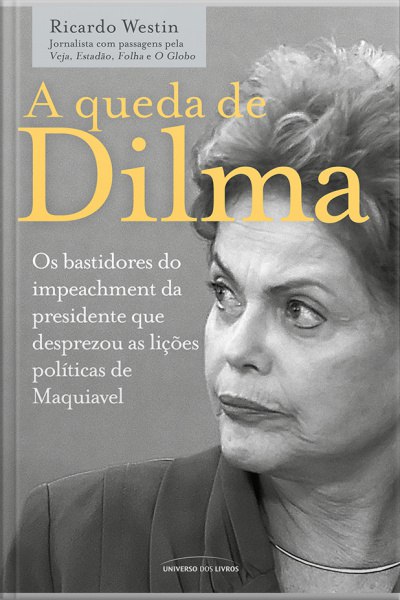 Ricardo Westin
Jornalista com passagens pela
Veja, Estadão, Folha e O Globo
A queda de
Dilma
Os bastidores do
impeachment da
presidente que
desprezou as lições
políticas de
Maquiavel
UNIVERSO DOS LIVROS